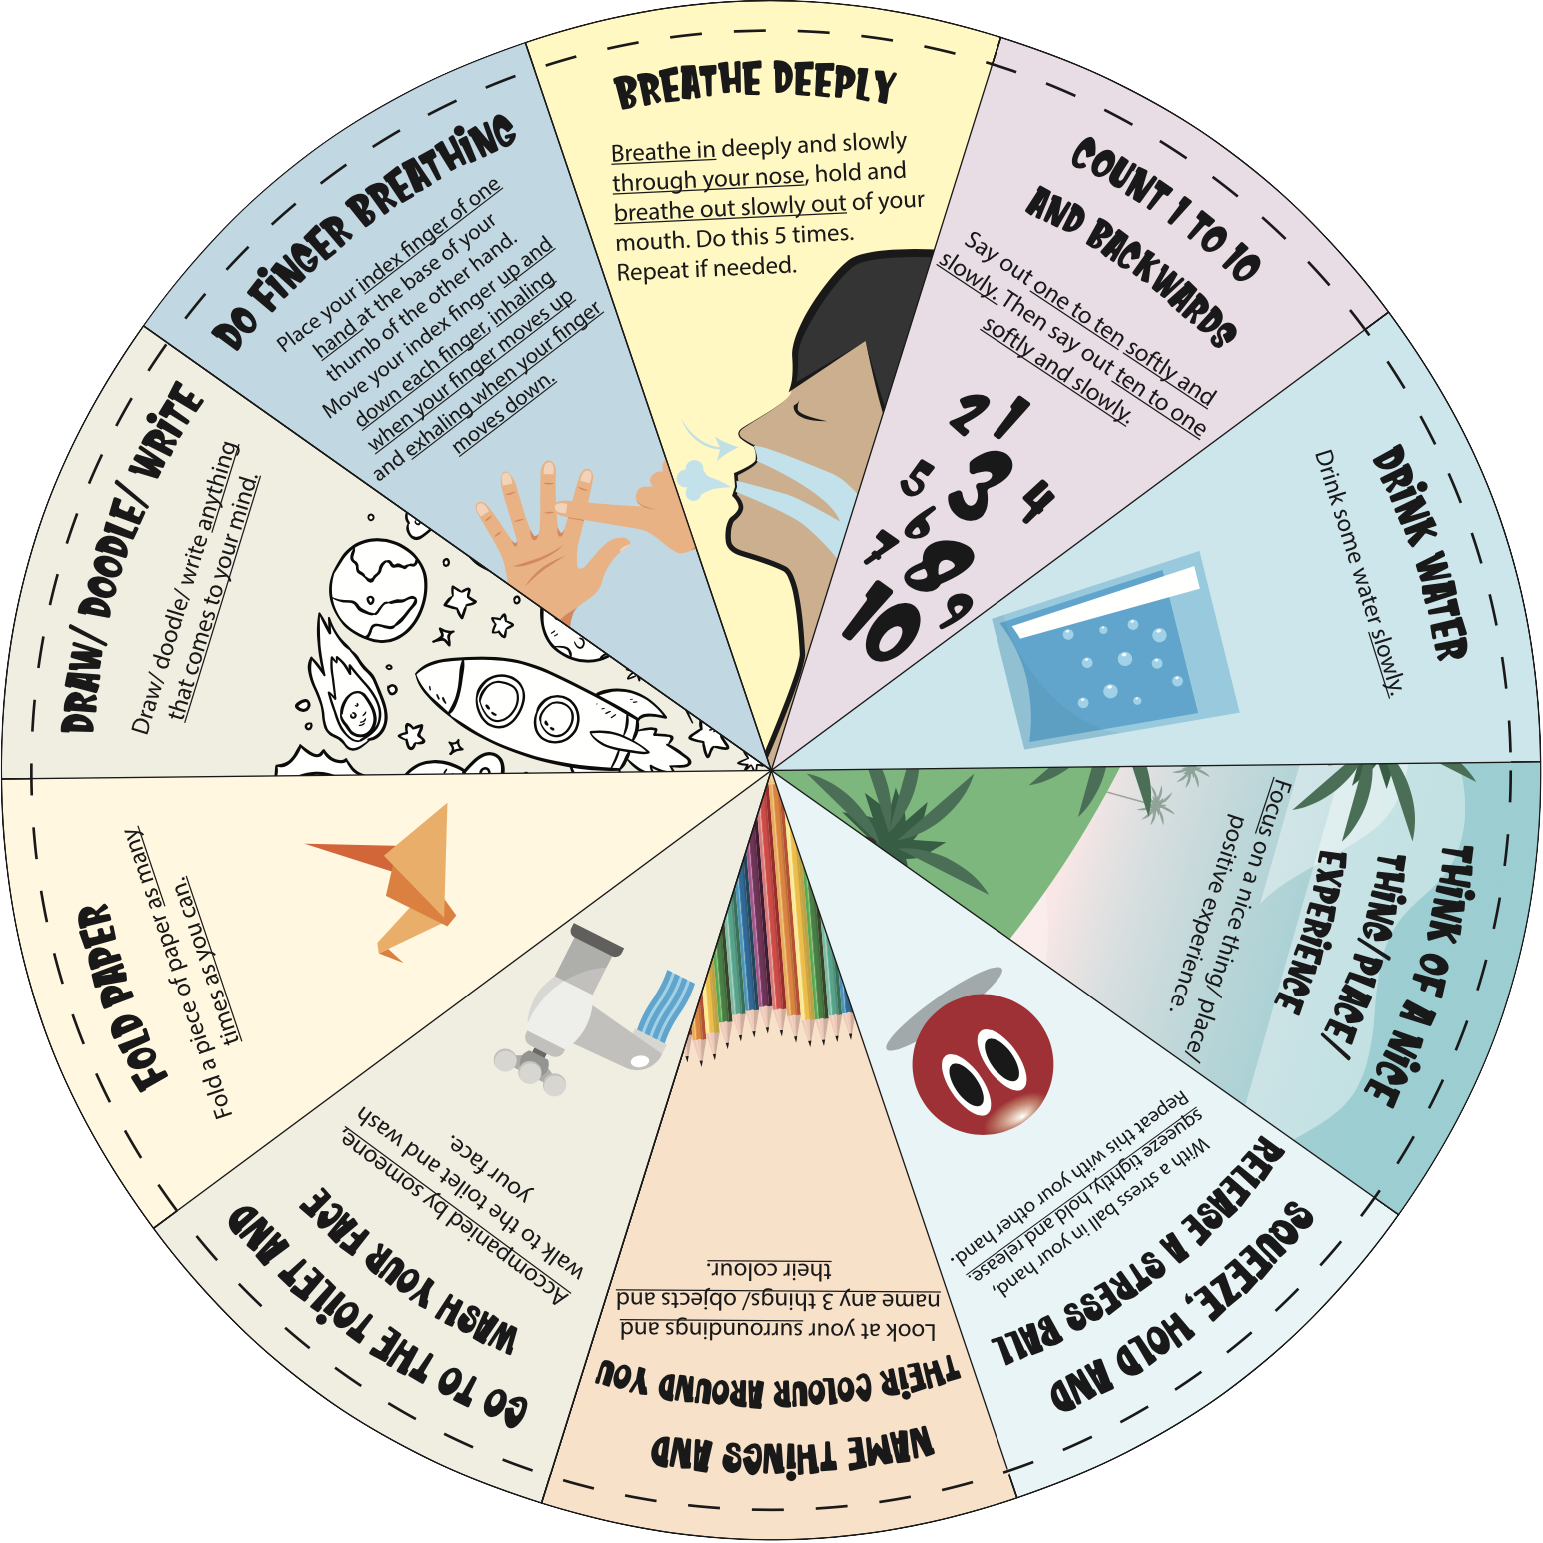 BREATHE DEEPLY
Breathe in deeply and slowly
through your nose, hold and
breathe out slowly out of your
mouth. Do this 5 times.
Repeat if needed.
COUNT 1 TO 10
AND BACKWARDS
Say out one to ten softly and
slowly. Then say out ten to one
softly and slowly.
2 1
5 3 4
6
7 8
10 9
DRINK WATER
Drink some water slowly.
THINK OF A NICE
THING/PLACE/
EXPERIENCE
Focus on a nice thing/ place/
positive experience.
SQUEEZE, HOLD AND
RELEASE A STRESS BALL
With a stress ball in your hand,
squeeze tightly, hold and release.
Repeat this with your other hand.
NAME THINGS AND
THEIR COLOUR AROUND YOU
Look at your surroundings and
name any 3 things/ objects and
their colour.
GO TO THE TOILET AND
WASH YOUR FACE
Accompanied by someone,
walk to the toilet and wash
your face.
FOLD PAPER
Fold a piece of paper as many
times as you can.
DRAW/ DOODLE/ WRITE
Draw/ doodle/ write anything
that comes to your mind.
DO FINGER BREATHING
Place your index finger of one
hand at the base of your
thumb of the other hand.
Move your index finger up and
down each finger, inhaling
when your finger moves up
and exhaling when your finger
moves down.